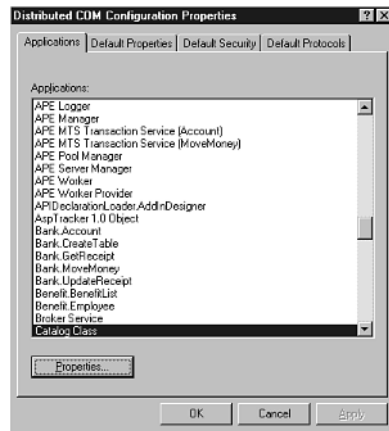 Distributed COM Configuration Properties
Applications Default Properties Default Security Default Protocols
Applications:
APE Logger
APE Manager
APE MTS Transaction Service (Account)
APE MTS Transaction Service (MoveMoney)
APE Pool Manager
APE Server Manager
APE Worker
APE Worker Provider
APIDeclarationLoader.AddInDesigner
AspTracker 1.0 Object
Bank.Account
Bank.CreateTable
Bank.GetReceipt
Bank.MoveMoney
Bank.UpdateReceipt
Benefit.BenefitList
Benefit.Employee
Broker Service
Catalog Class
Properties...
OK Cancel Apply